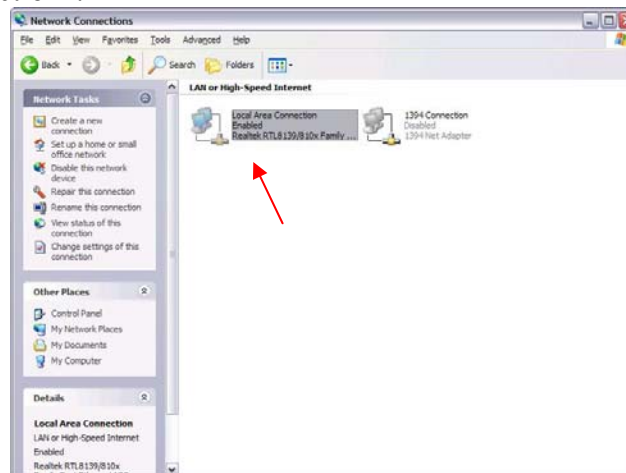 Network Connections
File Edit View Favorites Tools Advanced Help
Back Search Folders
Network Tasks
Create a new
connection
Set up a home or small
office network
Disable this network
device
Repair this connection
Rename this connection
View status of this
connection
Change settings of this
connection
Other Places
Control Panel
My Network Places
My Documents
My Computer
Details
Local Area Connection
LAN or High-Speed Internet
Enabled
Realtek RTL8139/810x
LAN or High-Speed Internet
Local Area Connection
Enabled
Realtek RTL8139/810x Family ...
1394 Connection
Disabled
1394 Net Adapter